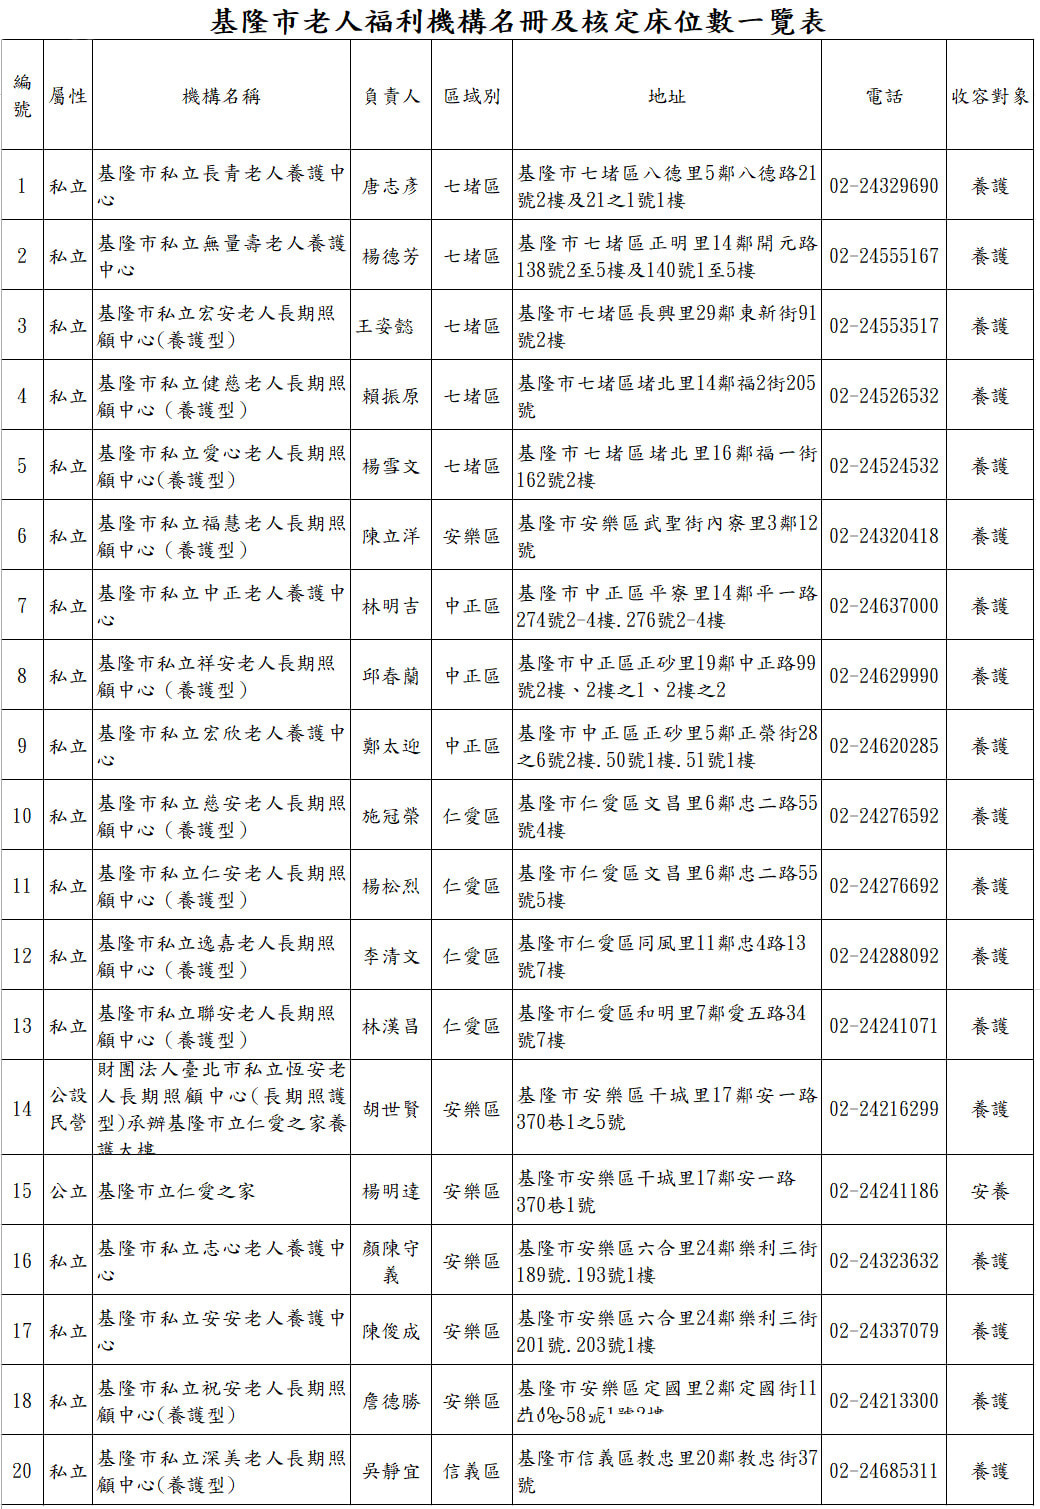 基隆市老人福利機構名冊及核定床位數一覽表
編號 屬性 機構名稱 負責人 區域別 地址 電話 收容對象
1 私立 基隆市私立長青老人養護中心 唐志彥 七堵區 基隆市七堵區八德里5鄰八德路21號2樓及21之1號1樓 02-24329690 養護
2 私立 基隆市私立無量壽老人養護中心 楊德芳 七堵區 基隆市七堵區正明里14鄰開元路138號2至5樓及140號1至5樓 02-24555167 養護
3 私立 基隆市私立宏安老人長期照顧中心(養護型) 王姿懿 七堵區 基隆市七堵區長興里29鄰東新街91號2樓 02-24553517 養護
4 私立 基隆市私立健慈老人長期照顧中心（養護型） 賴振原 七堵區 基隆市七堵區堵北里14鄰福2街205號 02-24526532 養護
5 私立 基隆市私立愛心老人長期照顧中心(養護型) 楊雪文 七堵區 基隆市七堵區堵北里16鄰福一街162號2樓 02-24524532 養護
6 私立 基隆市私立福慧老人長期照顧中心（養護型） 陳立洋 安樂區 基隆市安樂區武聖街內寮里3鄰12號 02-24320418 養護
7 私立 基隆市私立中正老人養護中心 林明吉 中正區 基隆市中正區平寮里14鄰平一路274號2-4樓.276號2-4樓 02-24637000 養護
8 私立 基隆市私立祥安老人長期照顧中心（養護型） 邱春蘭 中正區 基隆市中正區正砂里19鄰中正路99號2樓、2樓之1、2樓之2 02-24629990 養護
9 私立 基隆市私立宏欣老人養護中心 鄭太迎 中正區 基隆市中正區正砂里5鄰正榮街28之6號2樓.50號1樓.51號1樓 02-24620285 養護
10 私立 基隆市私立慈安老人長期照顧中心（養護型） 施冠榮 仁愛區 基隆市仁愛區文昌里6鄰忠二路55號4樓 02-24276592 養護
11 私立 基隆市私立仁安老人長期照顧中心（養護型） 楊松烈 仁愛區 基隆市仁愛區文昌里6鄰忠二路55號5樓 02-24276692 養護
12 私立 基隆市私立逸嘉老人長期照顧中心（養護型） 李清文 仁愛區 基隆市仁愛區同風里11鄰忠4路13號7樓 02-24288092 養護
13 私立 基隆市私立聯安老人長期照顧中心（養護型） 林漢昌 仁愛區 基隆市仁愛區和明里7鄰愛五路34號7樓 02-24241071 養護
14 公設民營 財團法人臺北市私立恆安老人長期照顧中心(長期照護型)承辦基隆市立仁愛之家養護大樓 胡世賢 安樂區 基隆市安樂區干城里17鄰安一路370巷1之5號 02-24216299 養護
15 公立 基隆市立仁愛之家 楊明達 安樂區 基隆市安樂區干城里17鄰安一路370巷1號 02-24241186 安養
16 私立 基隆市私立志心老人養護中心 顏陳守義 安樂區 基隆市安樂區六合里24鄰樂利三街189號.193號1樓 02-24323632 養護
17 私立 基隆市私立安安老人養護中心 陳俊成 安樂區 基隆市安樂區六合里24鄰樂利三街201號.203號1樓 02-24337079 養護
18 私立 基隆市私立祝安老人長期照顧中心(養護型) 詹德勝 安樂區 基隆市安樂區定國里2鄰定國街11 02-24213300 養護
20 私立 基隆市私立深美老人長期照顧中心(養護型) 吳靜宜 信義區 基隆市信義區教忠里20鄰教忠街37號 02-24685311 養護